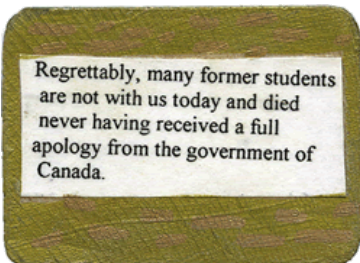 Regrettably, many former students
are not with us today and died
never having received a full
apology from the government of
Canada.